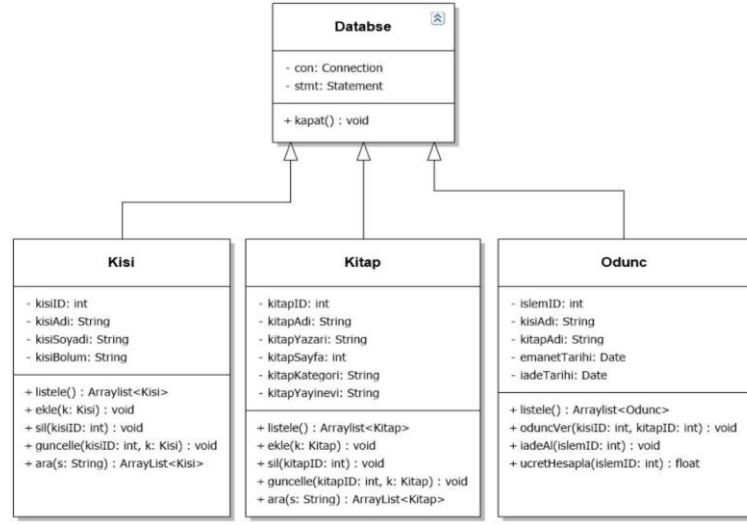 Databse
- con: Connection
- stmt: Statement
+ kapat() : void
Kisi
- kisiID: int
- kisiAdi: String
- kisiSoyadi: String
- kisiBolum: String
+ listele() : Arraylist<Kisi>
+ ekle(k: Kisi) : void
+ sil(kisiID: int) : void
+ guncelle(kisiID: int, k: Kisi) : void
+ ara(s: String) : ArrayList<Kisi>
Kitap
- kitapID: int
- kitapAdi: String
- kitapYazari: String
- kitapSayfa: int
- kitapKategori: String
- kitapYayinevi: String
+ listele() : Arraylist<Kitap>
+ ekle(k: Kitap) : void
+ sil(kitapID: int) : void
+ guncelle(kitapID: int, k: Kitap) : void
+ ara(s: String) : ArrayList<Kitap>
Odunc
- islemID: int
- kisiAdi: String
- kitapAdi: String
- emanetTarihi: Date
- iadeTarihi: Date
+ listele() : Arraylist<Odunc>
+ oduncVer(kisiID: int, kitapID: int) : void
+ iadeAl(islemID: int) : void
+ ucretHesapla(islemID: int) : float